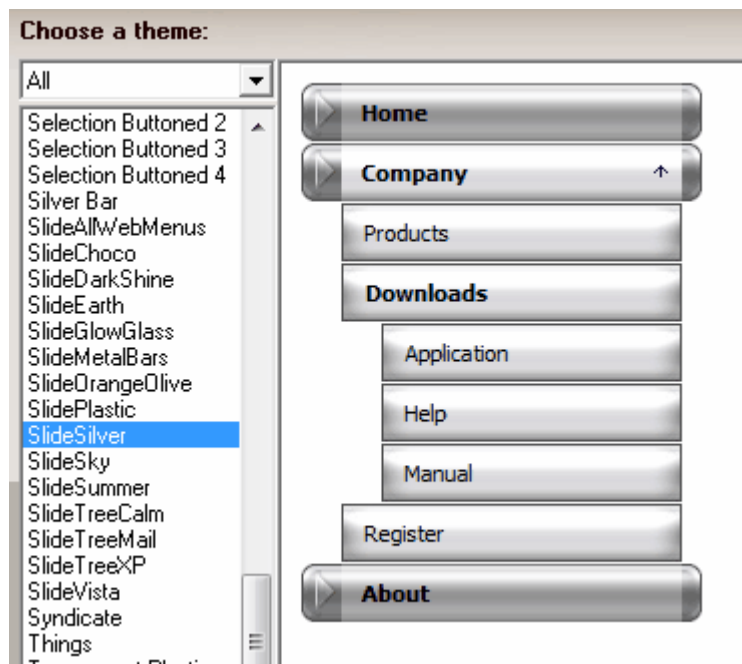 Choose a theme:
All
Selection Buttoned 2
Selection Buttoned 3
Selection Buttoned 4
Silver Bar
SlideAllWebMenus
SlideChoco
SlideDarkShine
SlideEarth
SlideGlowGlass
SlideMetalBars
SlideOrangeOlive
SlidePlastic
SlideSilver
SlideSky
SlideSummer
SlideTreeCalm
SlideTreeMail
SlideTreeXP
SlideVista
Syndicate
Things
Home
Company
Products
Downloads
Application
Help
Manual
Register
About